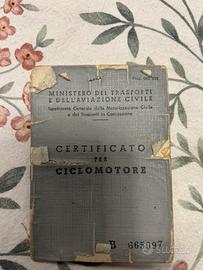 MINISTERO DEI TRASPORTI
E DELL'AVIAZIONE CIVILE
Ispettorato Generale della Motorizzazione Civile
e dei Trasporti in Concessione
CERTIFICATO
PER
CICLOMOTORE
B 665097